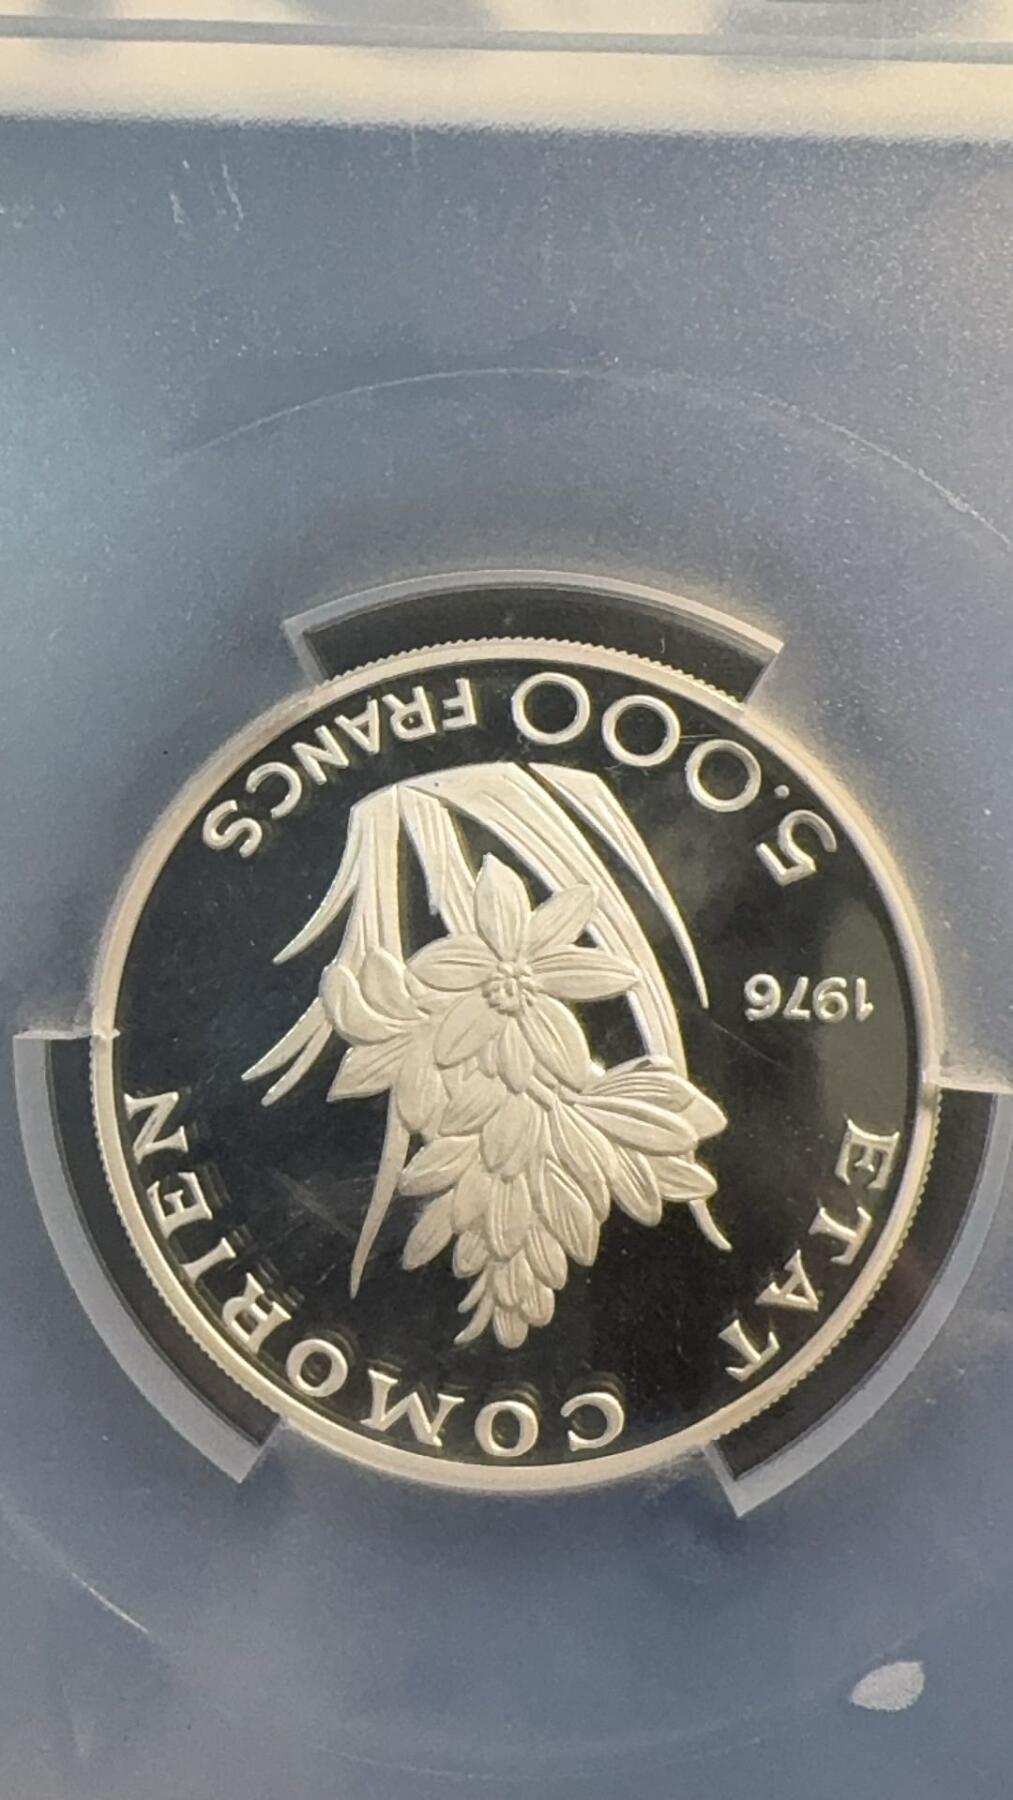 ETAT COMORIEN
1976
5.000 FRANCS